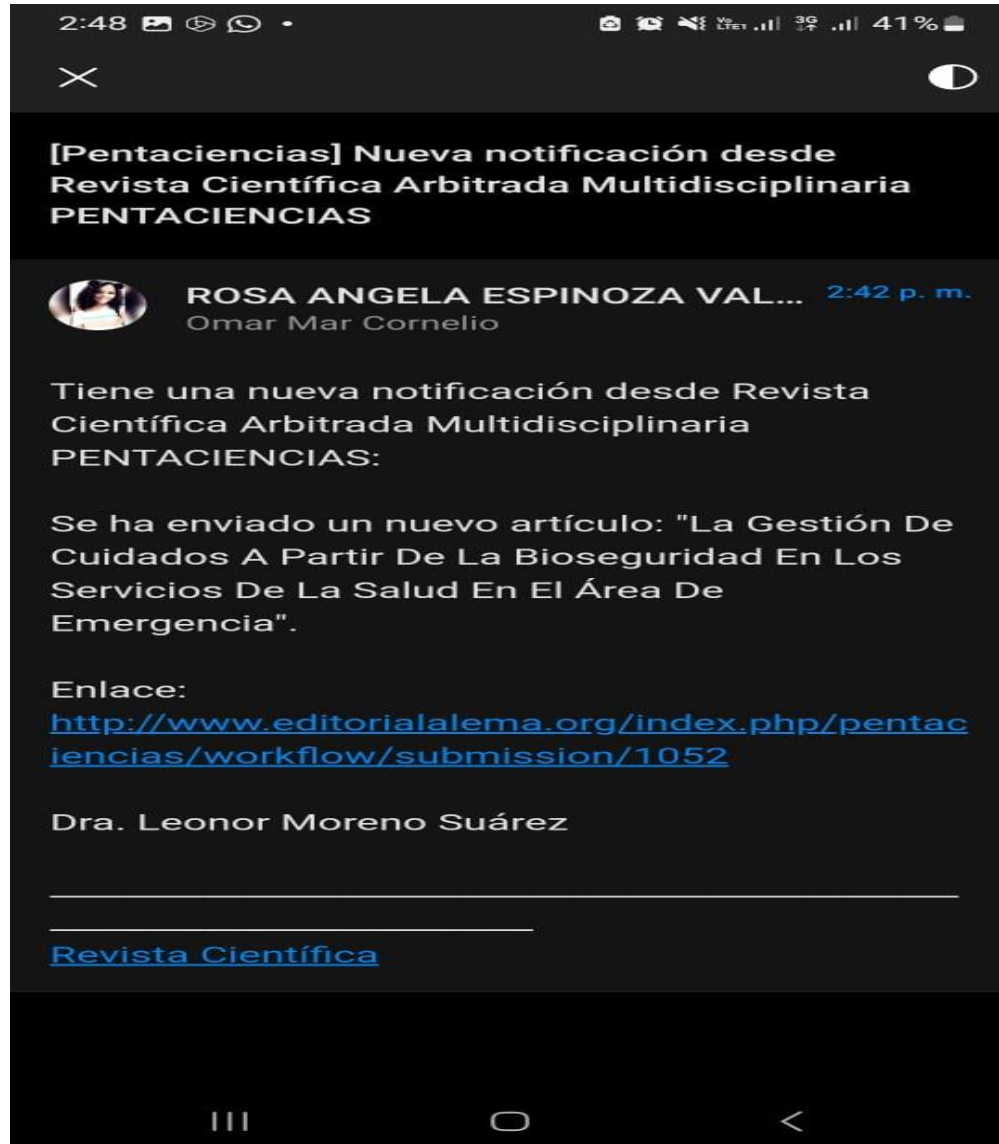 2:48
Vo LTE1 3G 41%
[Pentaciencias] Nueva notificación desde
Revista Científica Arbitrada Multidisciplinaria
PENTACIENCIAS
ROSA ANGELA ESPINOZA VAL... 2:42 p. m.
Omar Mar Cornelio
Tiene una nueva notificación desde Revista
Científica Arbitrada Multidisciplinaria
PENTACIENCIAS:
Se ha enviado un nuevo artículo: "La Gestión De
Cuidados A Partir De La Bioseguridad En Los
Servicios De La Salud En El Área De
Emergencia".
Enlace:
http://www.editorialalema.org/index.php/pentac
iencias/workflow/submission/1052
Dra. Leonor Moreno Suárez
Revista Científica